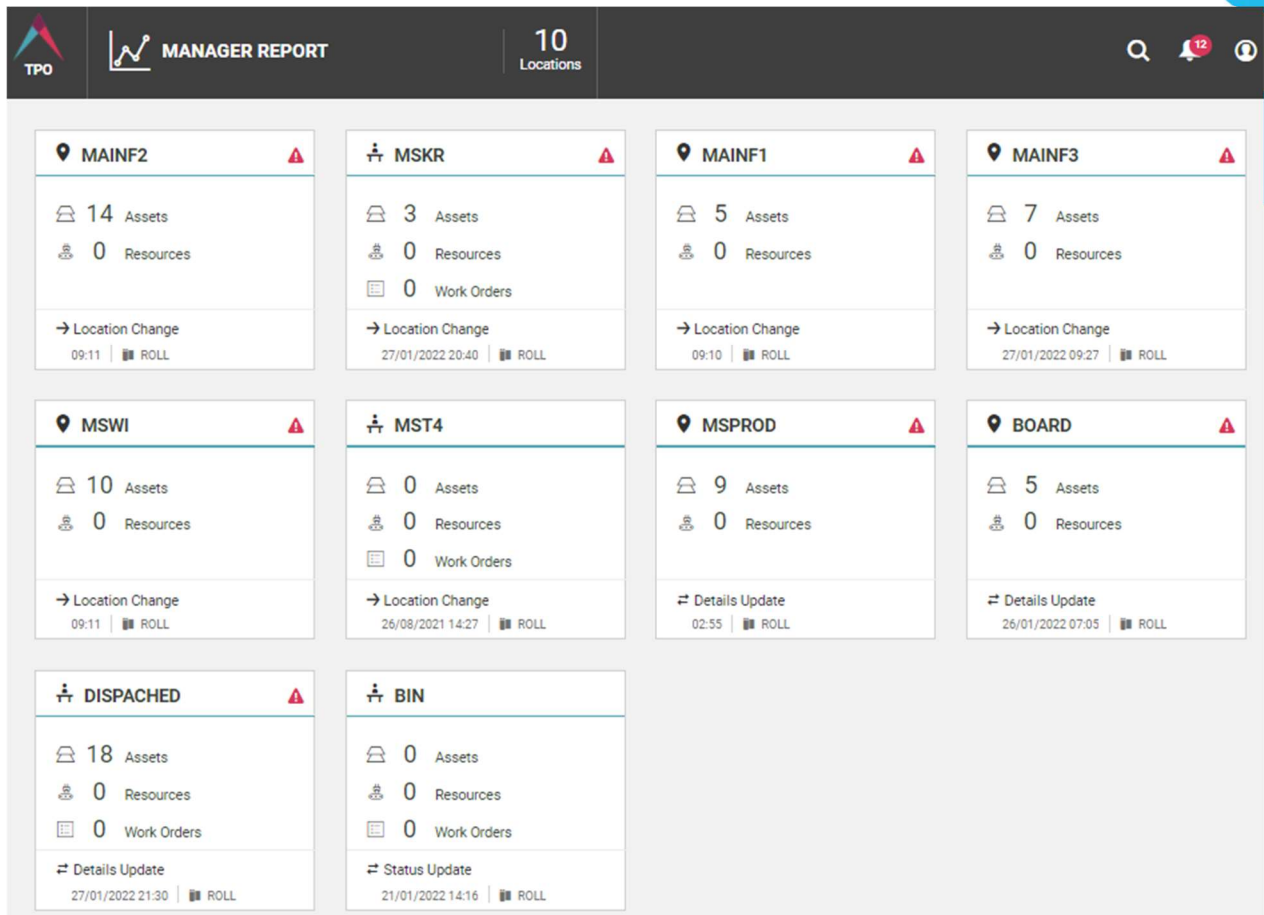 TPO
MANAGER REPORT
10
Locations
12
MAINF2
14 Assets
0 Resources
Location Change
09:11 ROLL
MSKR
3 Assets
0 Resources
0 Work Orders
Location Change
27/01/2022 20:40 ROLL
MAINF1
5 Assets
0 Resources
Location Change
09:10 ROLL
MAINF3
7 Assets
0 Resources
Location Change
27/01/2022 09:27 ROLL
MSWI
10 Assets
0 Resources
Location Change
09:11 ROLL
MST4
0 Assets
0 Resources
0 Work Orders
Location Change
26/08/2021 14:27 ROLL
MSPROD
9 Assets
0 Resources
Details Update
02:55 ROLL
BOARD
5 Assets
0 Resources
Details Update
26/01/2022 07:05 ROLL
DISPACHED
18 Assets
0 Resources
0 Work Orders
Details Update
27/01/2022 21:30 ROLL
BIN
0 Assets
0 Resources
0 Work Orders
Status Update
21/01/2022 14:16 ROLL